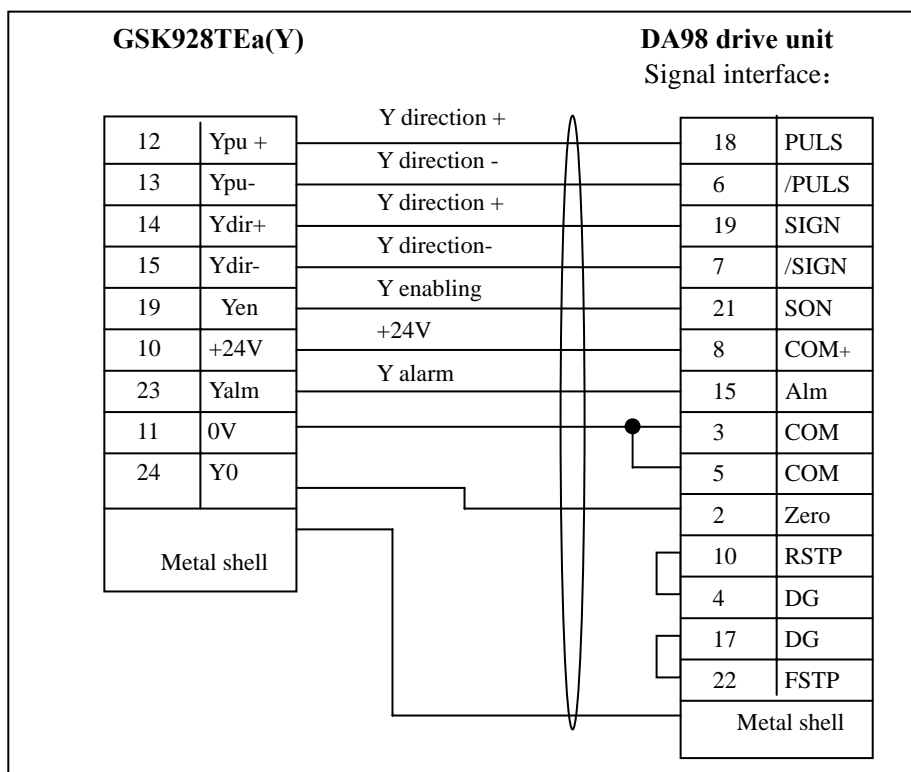 GSK928TEa(Y)
DA98 drive unit
Signal interface：
12 Ypu + Y direction + 18 PULS
13 Ypu- Y direction - 6 /PULS
14 Ydir+ Y direction + 19 SIGN
15 Ydir- Y direction- 7 /SIGN
19 Yen Y enabling 21 SON
10 +24V +24V 8 COM+
23 Yalm Y alarm 15 Alm
11 0V 3 COM
24 Y0 5 COM
2 Zero
Metal shell 10 RSTP
4 DG
17 DG
22 FSTP
Metal shell